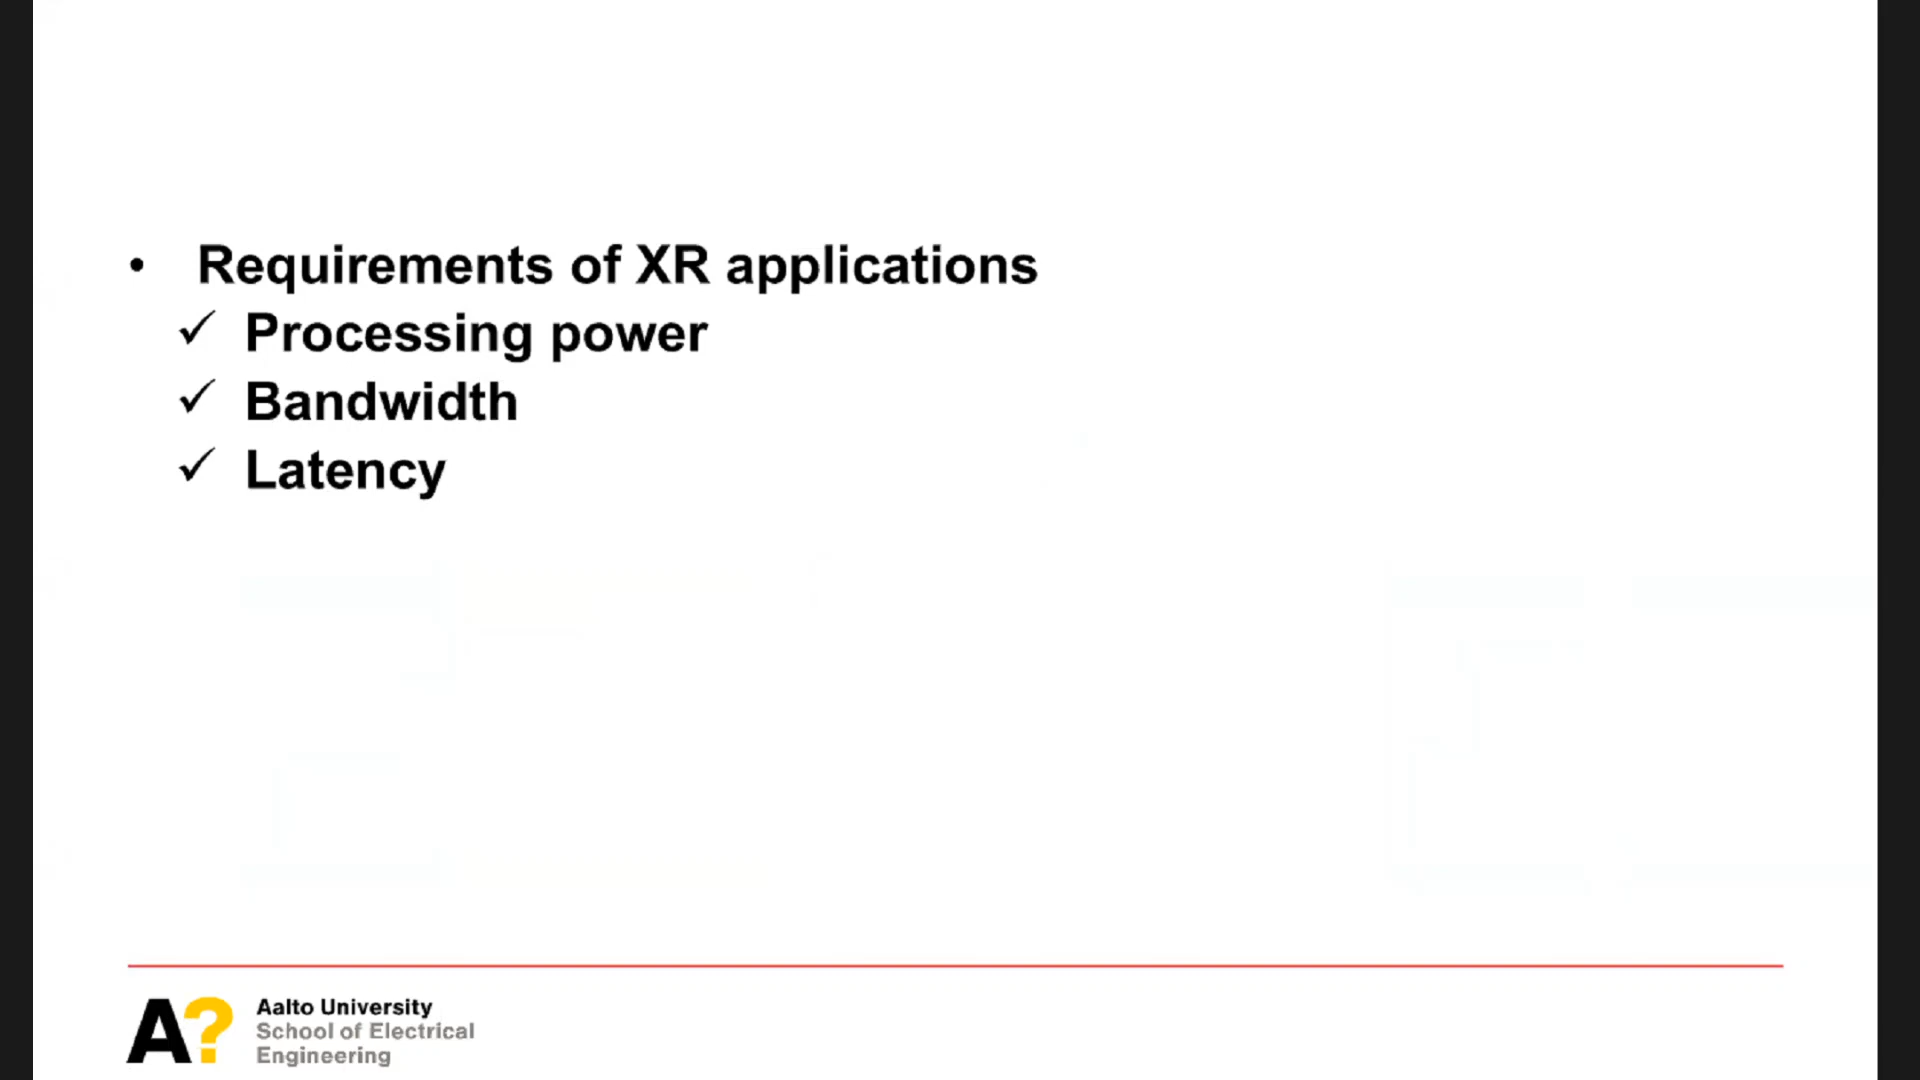 • Requirements of XR applications
✓ Processing power
✓ Bandwidth
✓ Latency
A?
Aalto University
School of Electrical
Engineering